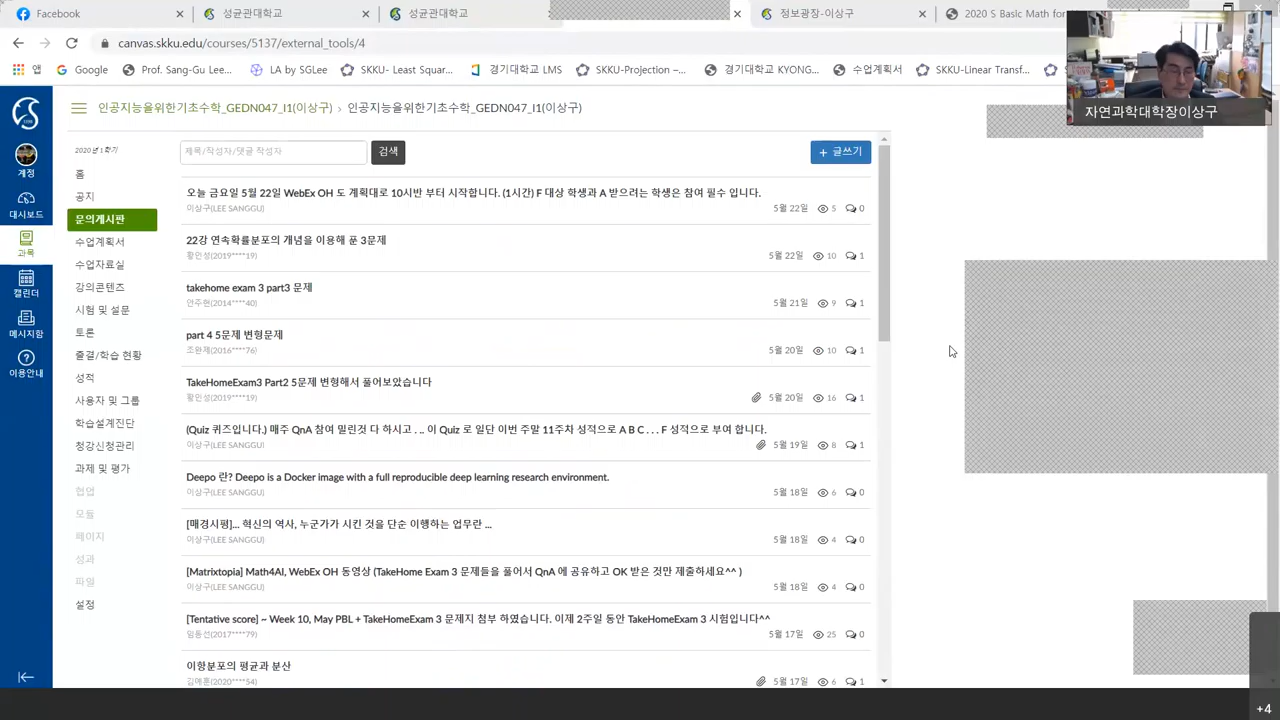 Facebook
성균관대학교
성균관대학교
정보광장-이상구
2020 S Basic Math for
canvas.skku.edu/courses/5137/external_tools/4
앱
Google
Prof. Sang-Gu Lee...
LA by SGLee
SKKU- Least Squar...
경기대학교 LMS
SKKU-Projection –...
경기대학교 KYONG...
수업계획서
SKKU-Linear Transf...
자연과학대학장이상구
인공지능을위한기초수학_GEDN047_I1(이상구) › 인공지능을위한기초수학_GEDN047_I1(이상구)
계정
대시보드
과목
캘린더
메시지함
이용안내
2020년 1학기
홈
공지
문의게시판
수업계획서
수업자료실
강의콘텐츠
시험 및 설문
토론
출결/학습 현황
성적
사용자 및 그룹
학습설계진단
청강신청관리
과제 및 평가
협업
모듈
페이지
성과
파일
설정
제목/작성자/댓글 작성자
검색
+ 글쓰기
오늘 금요일 5월 22일 WebEx OH 도 계획대로 10시반 부터 시작합니다. (1시간) F 대상 학생과 A 받으려는 학생은 참여 필수 입니다.
이상구(LEE SANGGU)
5월 22일 5 0
22강 연속확률분포의 개념을 이용해 푼 3문제
황인성(2019****19)
5월 22일 10 1
takehome exam 3 part3 문제
안주현(2014****40)
5월 21일 9 1
part 4 5문제 변형문제
조완제(2016****76)
5월 20일 10 1
TakeHomeExam3 Part2 5문제 변형해서 풀어보았습니다
황인성(2019****19)
5월 20일 16 1
(Quiz 퀴즈입니다.) 매주 QnA 참여 밀린것 다 하시고 . .. 이 Quiz 로 일단 이번 주말 11주차 성적으로 A B C . . . F 성적으로 부여 합니다.
이상구(LEE SANGGU)
5월 19일 8 1
Deepo 란? Deepo is a Docker image with a full reproducible deep learning research environment.
이상구(LEE SANGGU)
5월 18일 6 0
[매경시평]... 혁신의 역사, 누군가가 시킨 것을 단순 이행하는 업무란 ...
이상구(LEE SANGGU)
5월 18일 4 0
[Matrixtopia] Math4AI, WebEx OH 동영상 (TakeHome Exam 3 문제들을 풀어서 QnA 에 공유하고 OK 받은 것만 제출하세요^^ )
이상구(LEE SANGGU)
5월 18일 4 0
[Tentative score] ~ Week 10, May PBL + TakeHomeExam 3 문제지 첨부 하였습니다. 이제 2주일 동안 TakeHomeExam 3 시험입니다^^
임동선(2017****79)
5월 17일 25 0
이항분포의 평균과 분산
5월 17일 6 1
+4